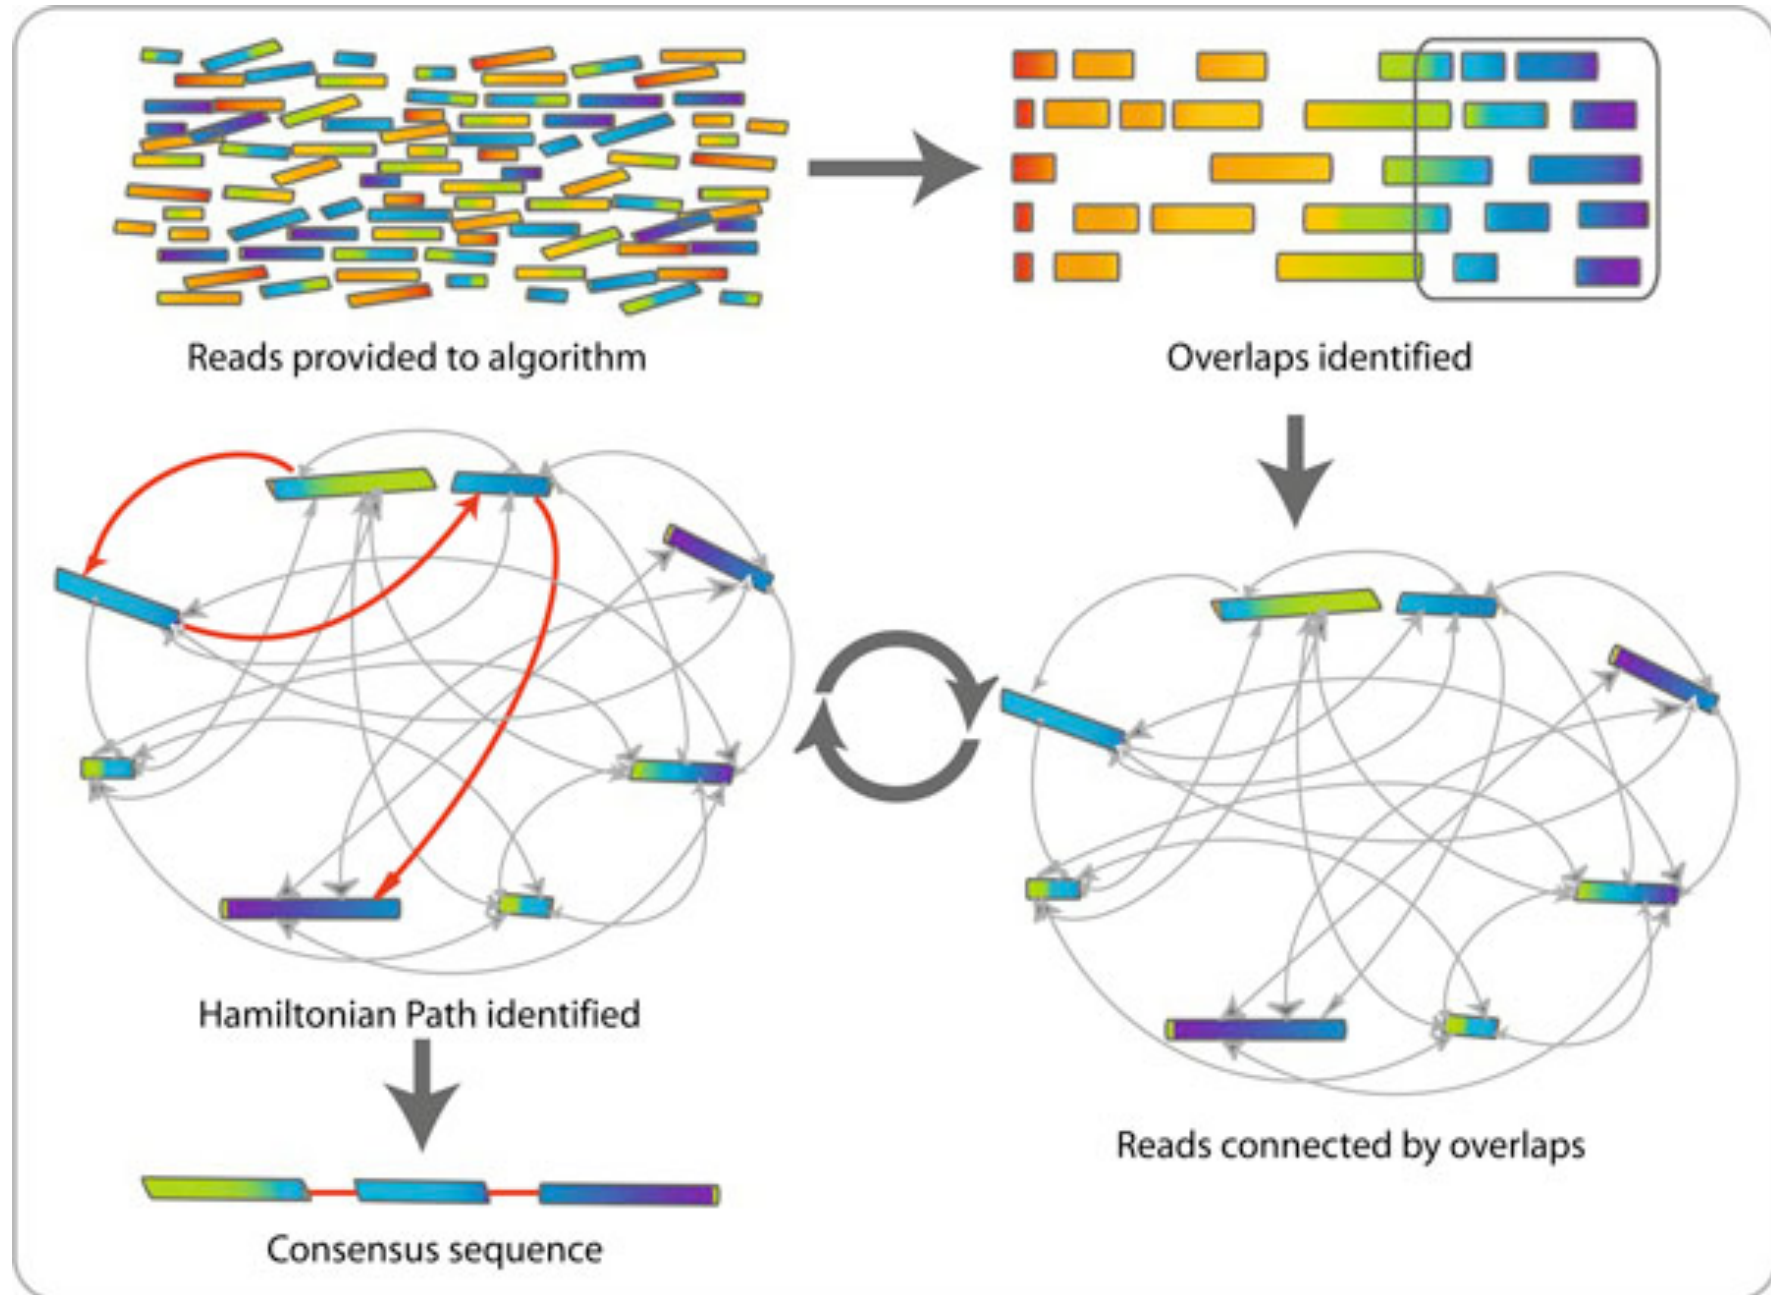 Reads provided to algorithm
Overlaps identified
Hamiltonian Path identified
Reads connected by overlaps
Consensus sequence